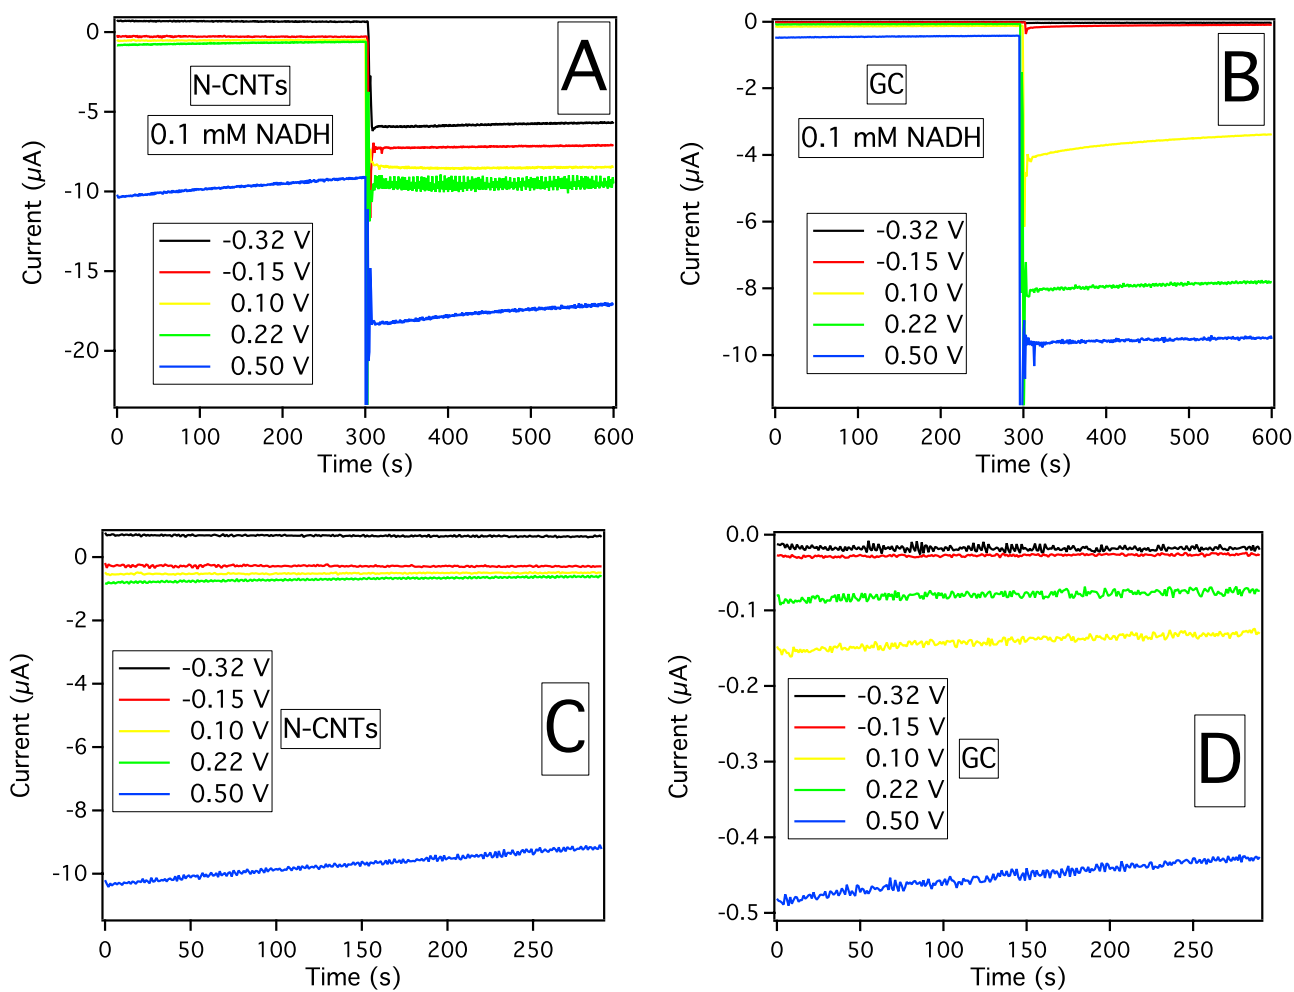 A
N-CNTs
0.1 mM NADH
Current (µA)
0
-5
-10
-15
-20
-0.32 V
-0.15 V
0.10 V
0.22 V
0.50 V
0 100 200 300 400 500 600
Time (s)
B
GC
0.1 mM NADH
Current (µA)
0
-2
-4
-6
-8
-10
-0.32 V
-0.15 V
0.10 V
0.22 V
0.50 V
0 100 200 300 400 500 600
Time (s)
C
N-CNTs
Current (µA)
0
-2
-4
-6
-8
-10
-0.32 V
-0.15 V
0.10 V
0.22 V
0.50 V
0 50 100 150 200 250
Time (s)
D
GC
Current (µA)
0.0
-0.1
-0.2
-0.3
-0.4
-0.5
-0.32 V
-0.15 V
0.10 V
0.22 V
0.50 V
0 50 100 150 200 250
Time (s)